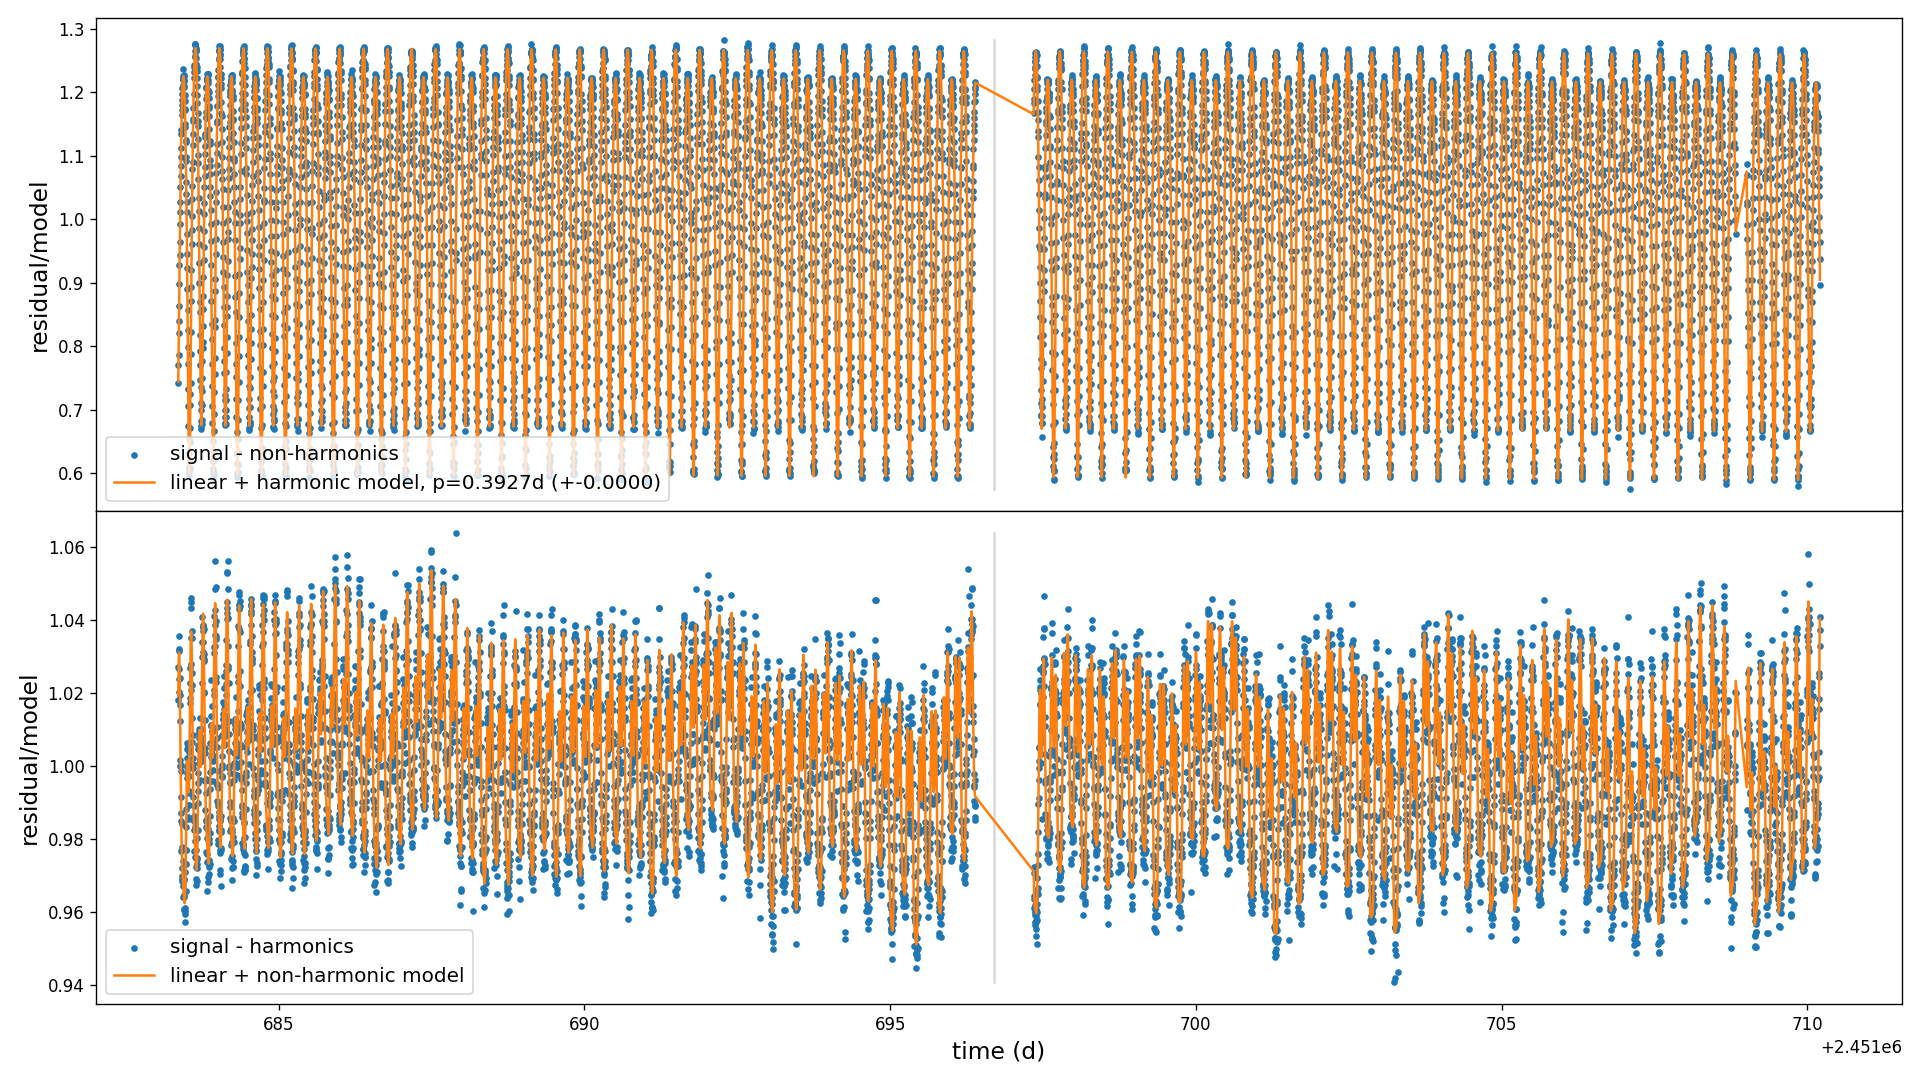 1.3
1.2
1.1
1.0
0.9
0.8
0.7
0.6
residual/model
signal - non-harmonics
linear + harmonic model, p=0.3927d (+-0.0000)
1.06
1.04
1.02
1.00
0.98
0.96
0.94
residual/model
signal - harmonics
linear + non-harmonic model
685 690 695 700 705 710
time (d)
+2.451e6